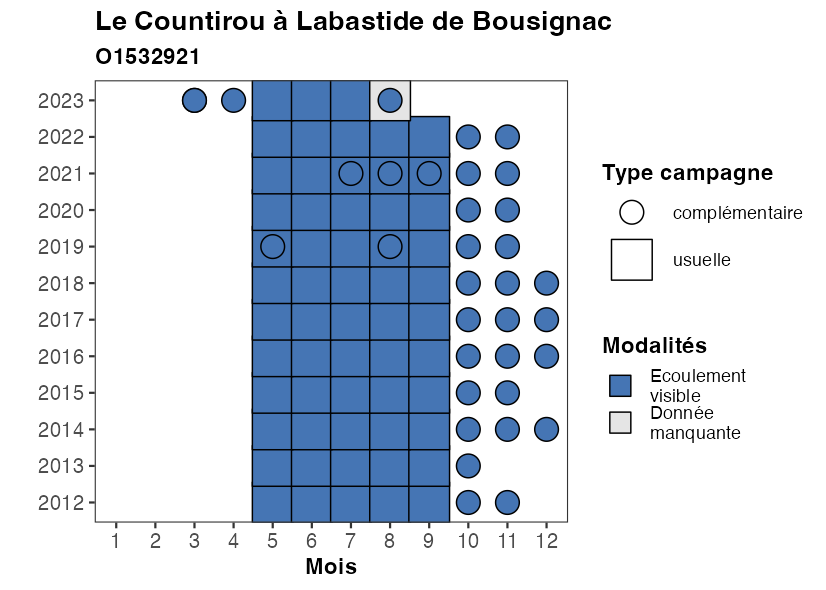 Le Countirou à Labastide de Bousignac
O1532921
2023
2022
2021
2020
2019
2018
2017
2016
2015
2014
2013
2012
1 2 3 4 5 6 7 8 9 10 11 12
Mois
Type campagne
complémentaire
usuelle
Modalités
Ecoulement
visible
Donnée
manquante